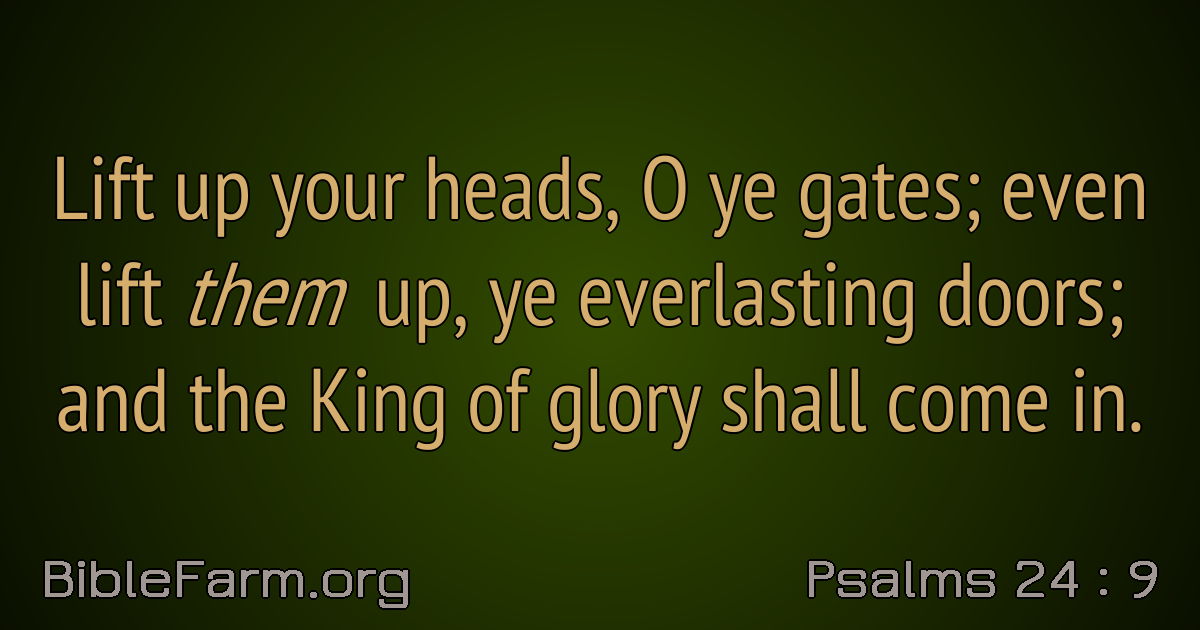 Lift up your heads, O ye gates; even
lift them up, ye everlasting doors;
and the King of glory shall come in.
BibleFarm.org
Psalms 24 : 9